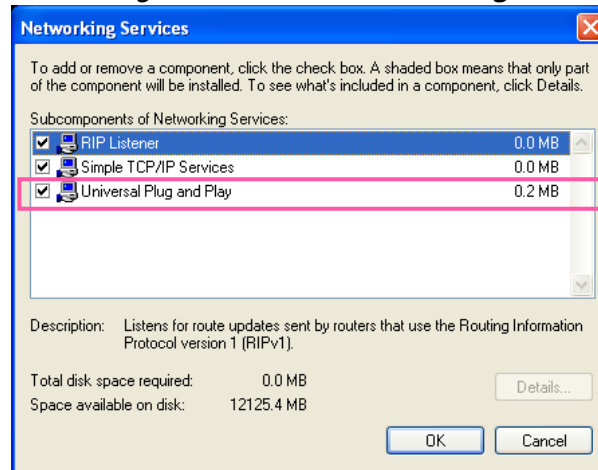 Networking Services
To add or remove a component, click the check box. A shaded box means that only part
of the component will be installed. To see what's included in a component, click Details.
Subcomponents of Networking Services:
RIP Listener 0.0 MB
Simple TCP/IP Services 0.0 MB
Universal Plug and Play 0.2 MB
Description: Listens for route updates sent by routers that use the Routing Information
Protocol version 1 (RIPv1).
Total disk space required: 0.0 MB
Details...
Space available on disk: 12125.4 MB
OK Cancel